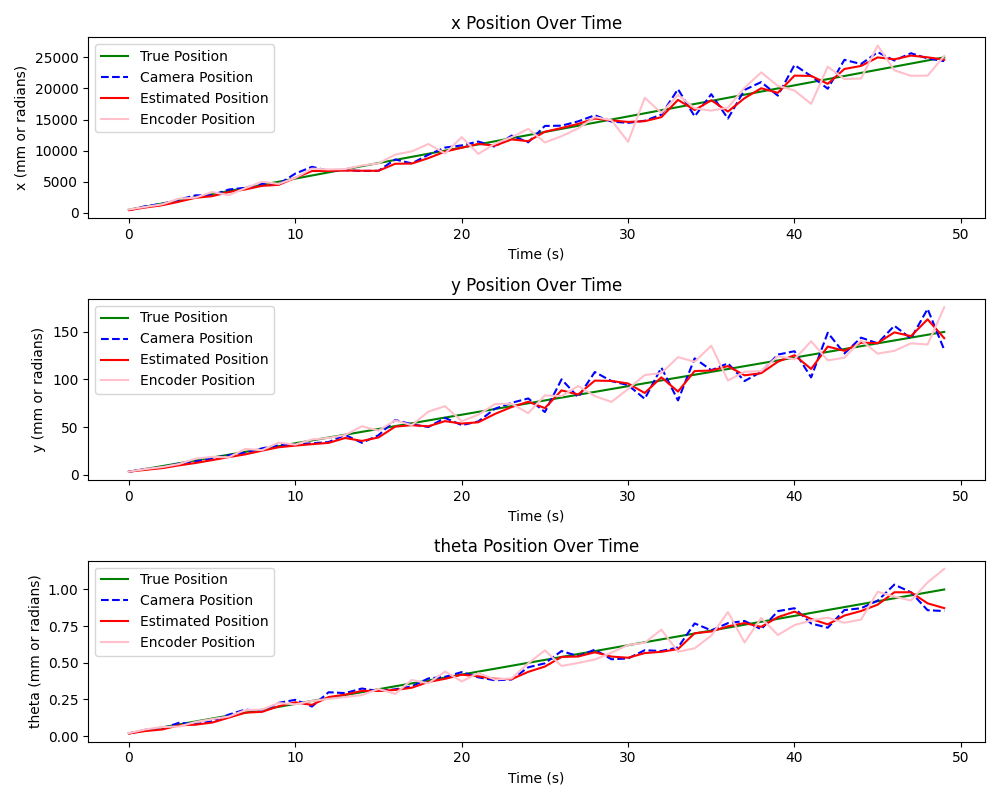 x Position Over Time
x (mm or radians)
25000
20000
15000
10000
5000
0
True Position
Camera Position
Estimated Position
Encoder Position
0 10 20 30 40 50
Time (s)
y Position Over Time
y (mm or radians)
150
100
50
0
True Position
Camera Position
Estimated Position
Encoder Position
0 10 20 30 40 50
Time (s)
theta Position Over Time
theta (mm or radians)
1.00
0.75
0.50
0.25
0.00
True Position
Camera Position
Estimated Position
Encoder Position
0 10 20 30 40 50
Time (s)